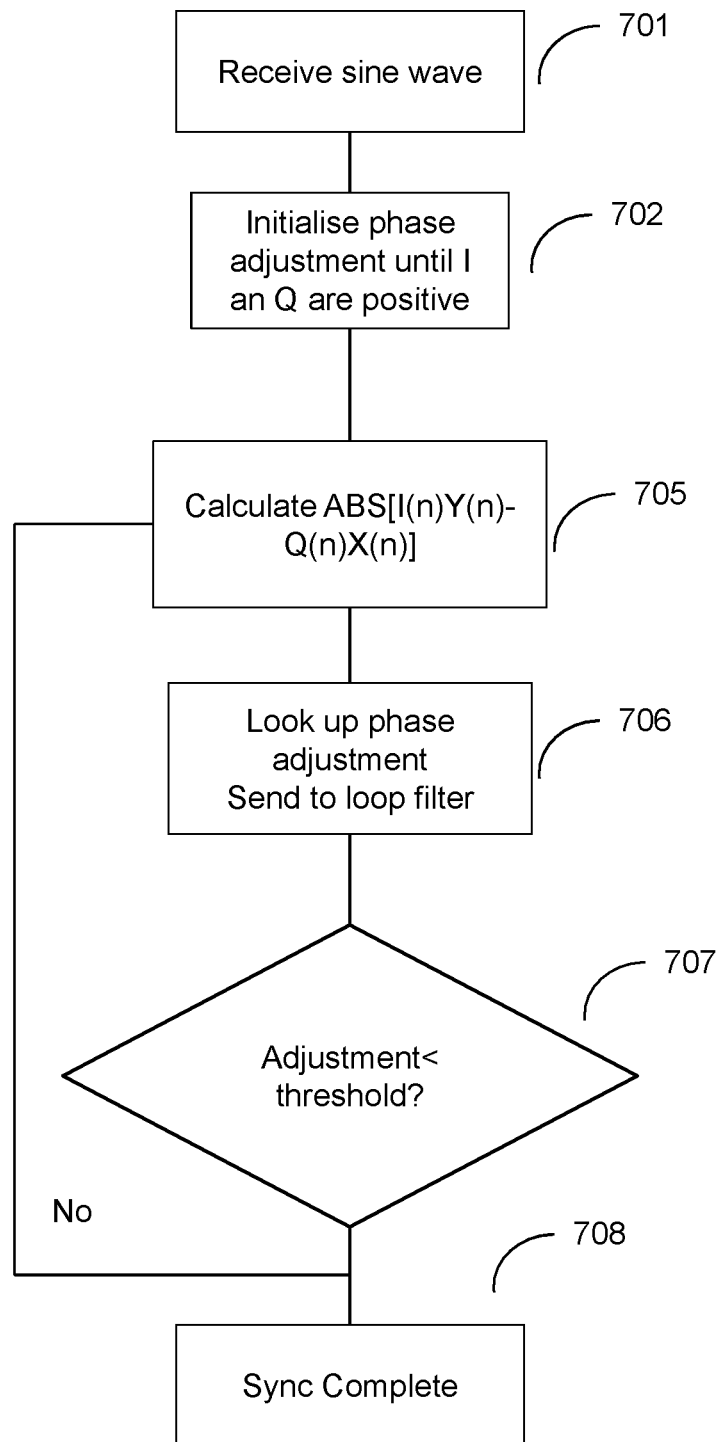 Receive sine wave
701
Initialise phase
adjustment until I
an Q are positive
702
Calculate ABS[I(n)Y(n)-
Q(n)X(n)]
705
Look up phase
adjustment
Send to loop filter
706
Adjustment<
threshold?
707
No
708
Sync Complete